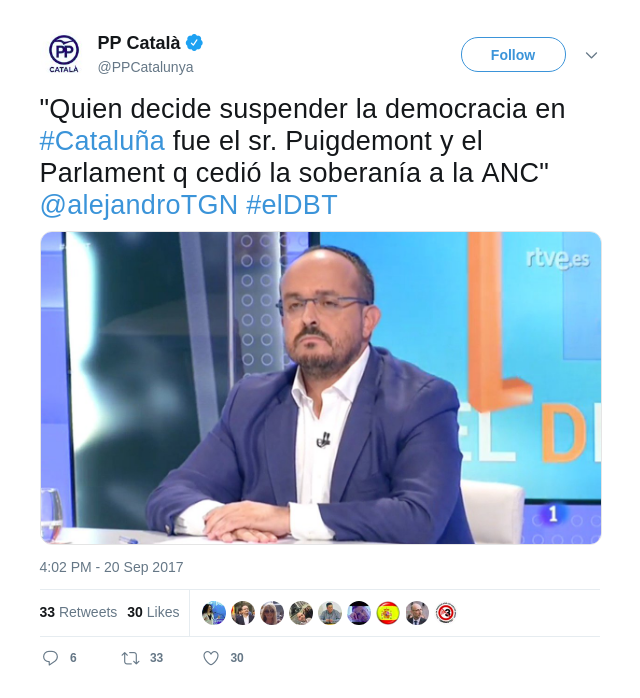 PP Català
@PPCatalunya
CATALÀ
Follow
"Quien decide suspender la democracia en
#Cataluña fue el sr. Puigdemont y el
Parlament q cedió la soberanía a la ANC"
@alejandroTGN #elDBT
rtve.es
EL D
1
4:02 PM - 20 Sep 2017
33 Retweets 30 Likes
6 33 30